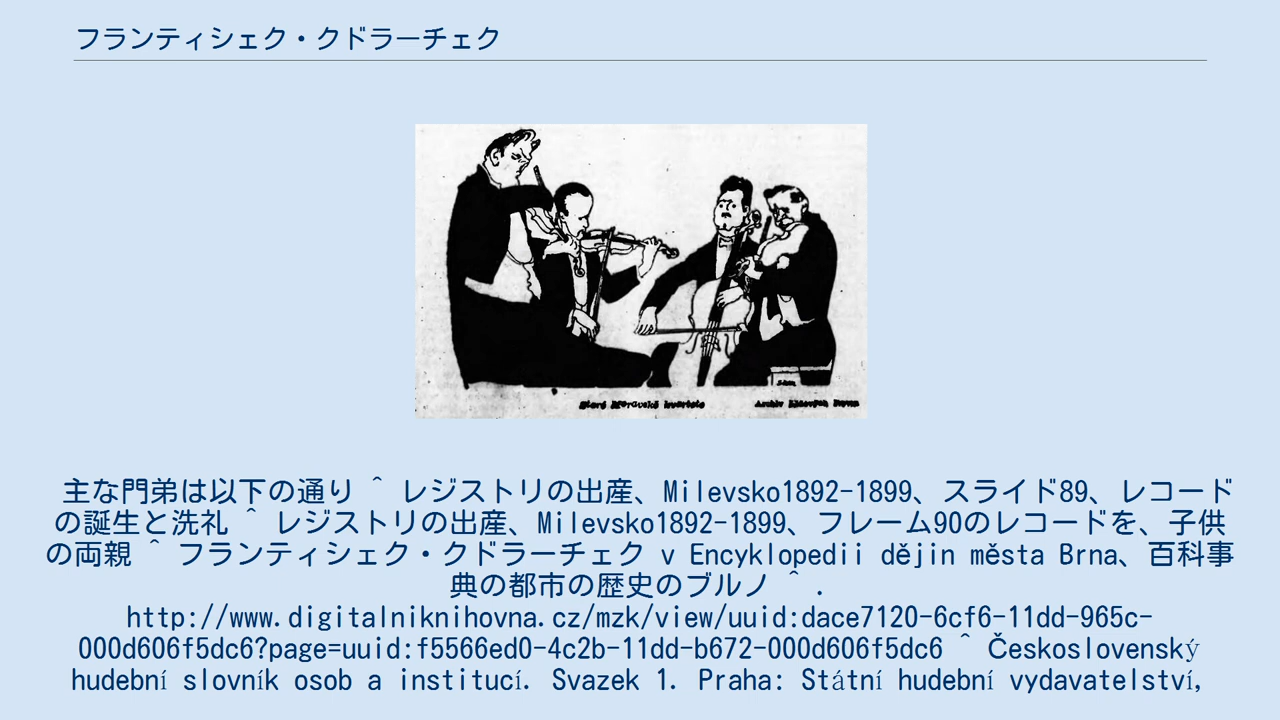 フランティシェク・クドラーチェク
Staré Moravské kvarteto
Archiv
主な門弟は以下の通り ^ レジストリの出産、Milevsko1892-1899、スライド89、レコード
の誕生と洗礼 ^ レジストリの出産、Milevsko1892-1899、フレーム90のレコードを、子供
の両親 ^ フランティシェク・クドラーチェク v Encyklopedii dějin města Brna、百科事
典の都市の歴史のブルノ ^ .
http://www.digitalniknihovna.cz/mzk/view/uuid:dace7120-6cf6-11dd-965c-
000d606f5dc6?page=uuid:f5566ed0-4c2b-11dd-b672-000d606f5dc6 ^ Československý
hudební slovník osob a institucí. Svazek 1. Praha: Státní hudební vydavatelství,